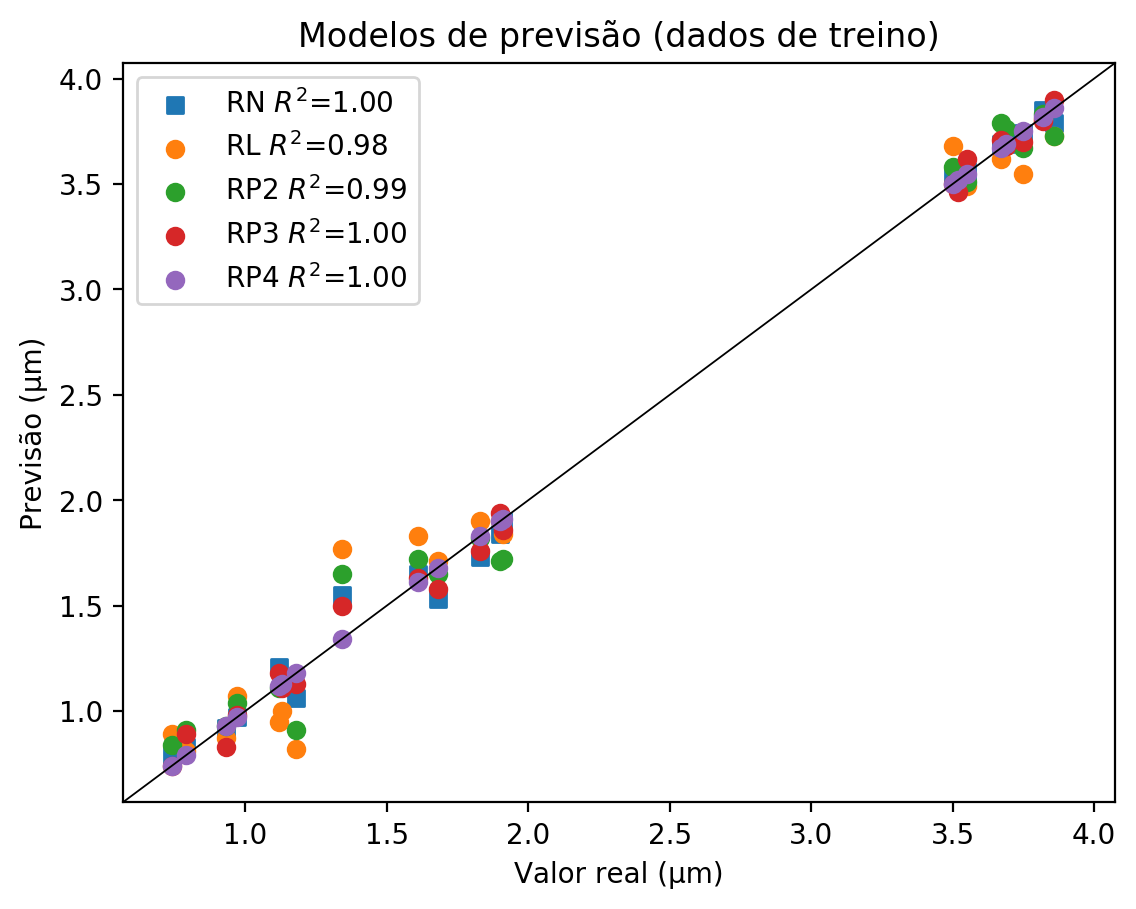 Modelos de previsão (dados de treino)
4.0
3.5
3.0
2.5
2.0
1.5
1.0
Previsão (µm)
RN R²=1.00
RL R²=0.98
RP2 R²=0.99
RP3 R²=1.00
RP4 R²=1.00
1.0 1.5 2.0 2.5 3.0 3.5 4.0
Valor real (µm)